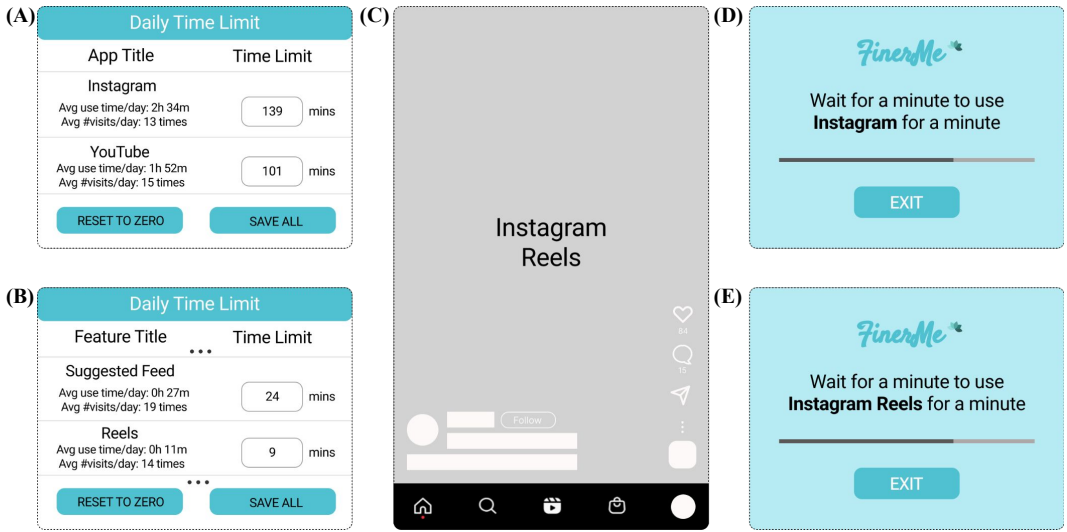 (A)
Daily Time Limit
App Title Time Limit
Instagram
Avg use time/day: 2h 34m
Avg #visits/day: 13 times
139 mins
YouTube
Avg use time/day: 1h 52m
Avg #visits/day: 15 times
101 mins
RESET TO ZERO SAVE ALL
(B)
Daily Time Limit
Feature Title Time Limit
Suggested Feed
Avg use time/day: 0h 27m
Avg #visits/day: 19 times
24 mins
Reels
Avg use time/day: 0h 11m
Avg #visits/day: 14 times
9 mins
RESET TO ZERO SAVE ALL
(C)
Instagram
Reels
84
15
Follow
(D)
FinerMe
Wait for a minute to use
Instagram for a minute
EXIT
(E)
FinerMe
Wait for a minute to use
Instagram Reels for a minute
EXIT